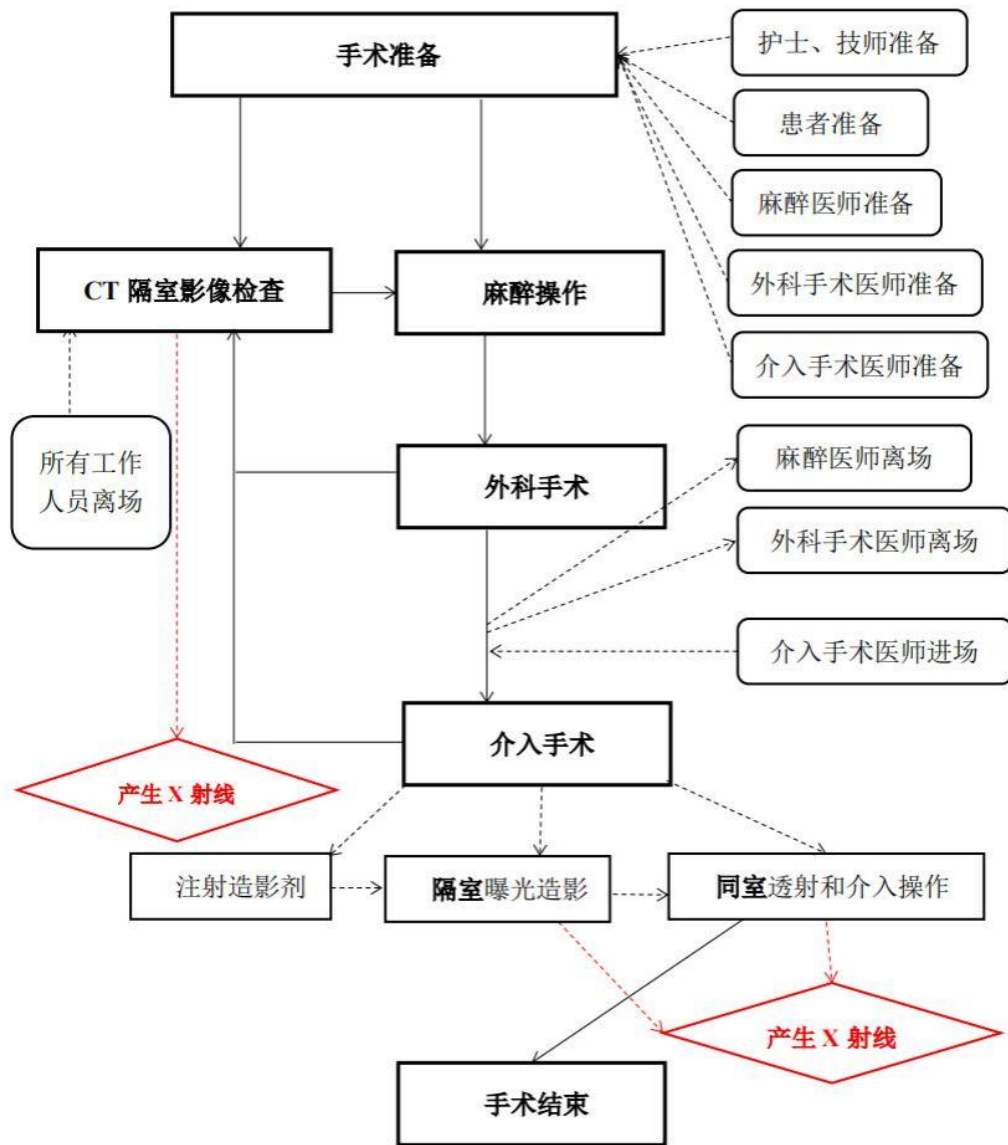 手术准备
护士、技师准备
患者准备
麻醉医师准备
外科手术医师准备
介入手术医师准备
CT 隔室影像检查
麻醉操作
所有工作
人员离场
外科手术
麻醉医师离场
外科手术医师离场
介入手术医师进场
介入手术
产生 X 射线
注射造影剂
隔室曝光造影
同室透射和介入操作
产生 X 射线
手术结束